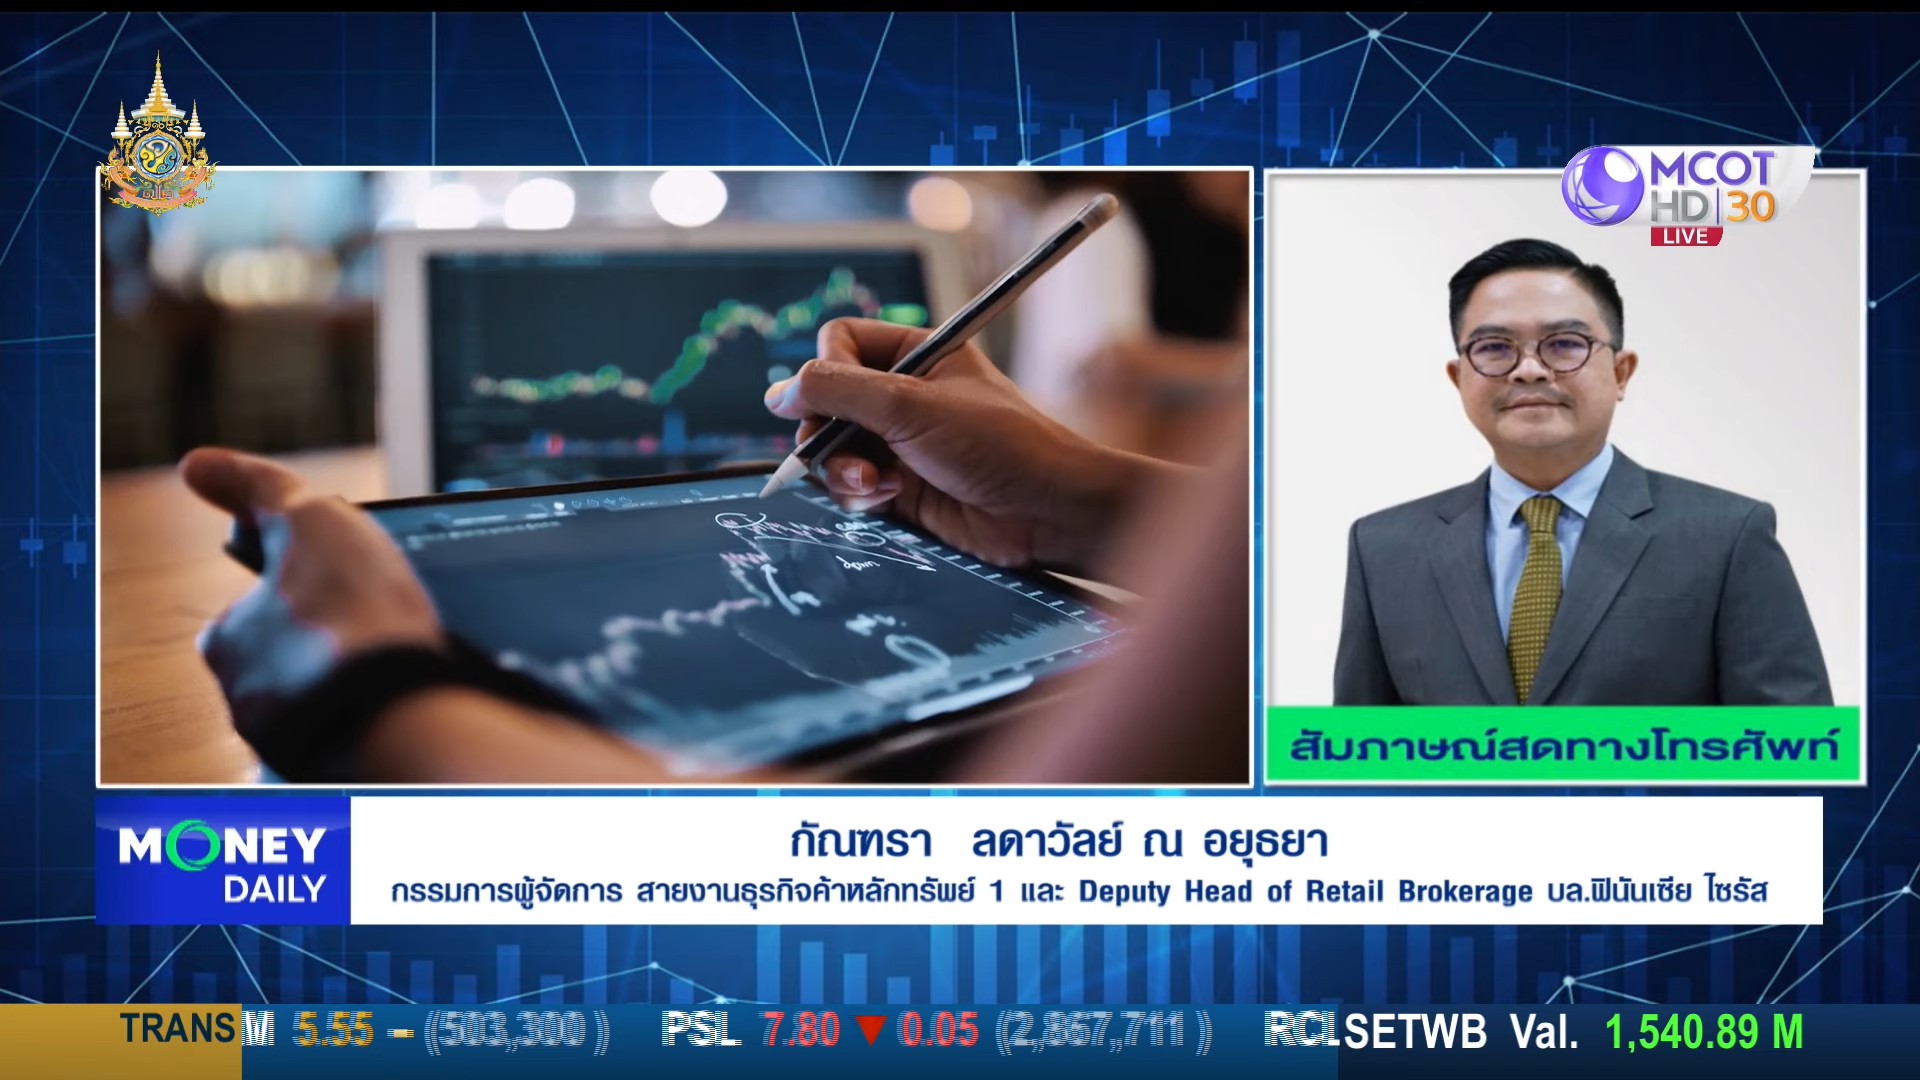 MCOT
HD 30
LIVE
down
สัมภาษณ์สดทางโทรศัพท์
MONEY
DAILY
กัณฑรา ลดาวัลย์ ณ อยุธยา
กรรมการผู้จัดการ สายงานธุรกิจค้าหลักทรัพย์ 1 และ Deputy Head of Retail Brokerage บล.ฟินันเซีย ไซรัส
TRANS M 5.55 – (503,300) PSL 7.80 ▼ 0.05 (2,867,711) RCL SETWB Val. 1,540.89 M